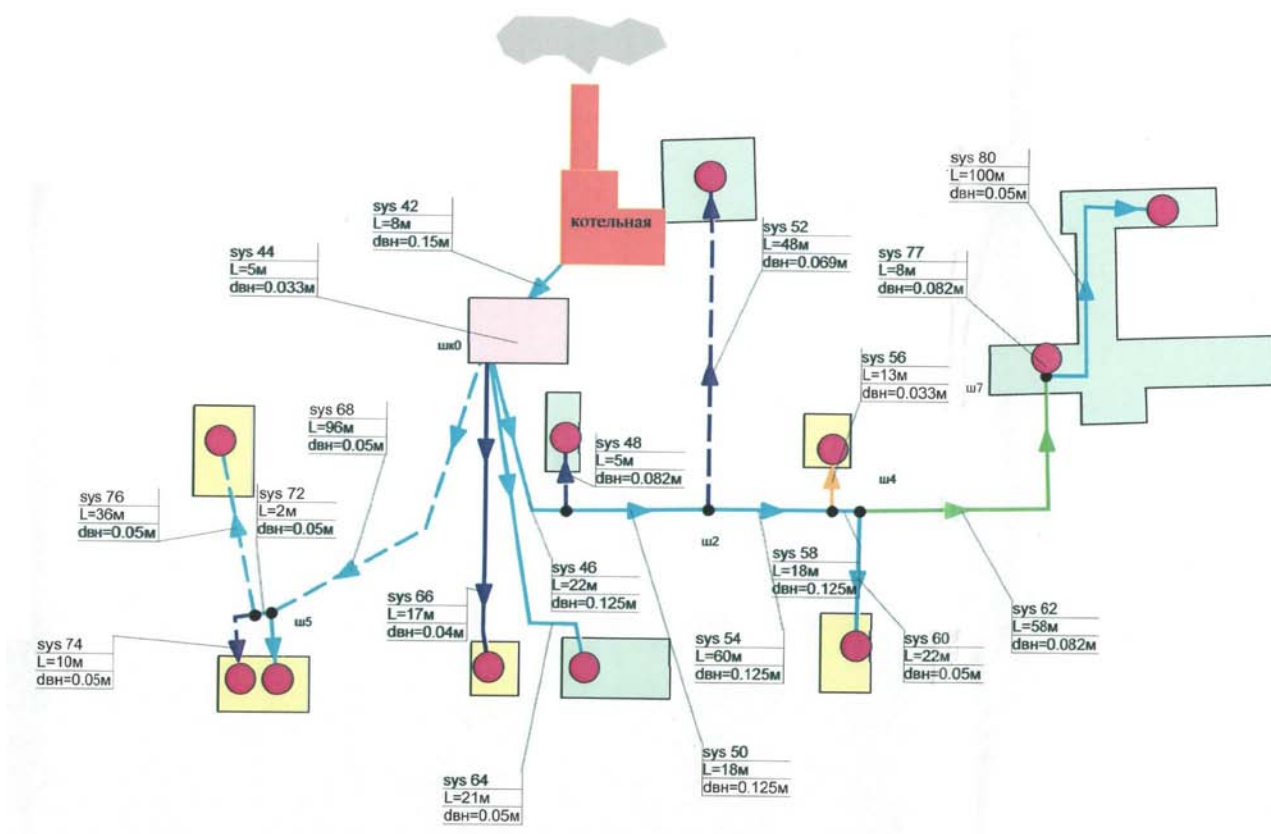 sys 80
L=100м
dвн=0.05м
sys 42
L=8м
dвн=0.15м
котельная
sys 52
L=48м
dвн=0.069м
sys 44
L=5м
dвн=0.033м
sys 77
L=8м
dвн=0.082м
шк0
sys 56
L=13м
dвн=0.033м
ш7
sys 68
L=96м
dвн=0.05м
sys 48
L=5м
dвн=0.082м
ш4
sys 76
L=36м
dвн=0.05м
sys 72
L=2м
dвн=0.05м
ш2
sys 46
L=22м
dвн=0.125м
sys 58
L=18м
dвн=0.125м
ш5
sys 66
L=17м
dвн=0.04м
sys 62
L=58м
dвн=0.082м
sys 74
L=10м
dвн=0.05м
sys 54
L=60м
dвн=0.125м
sys 60
L=22м
dвн=0.05м
sys 50
L=18м
dвн=0.125м
sys 64
L=21м
dвн=0.05м